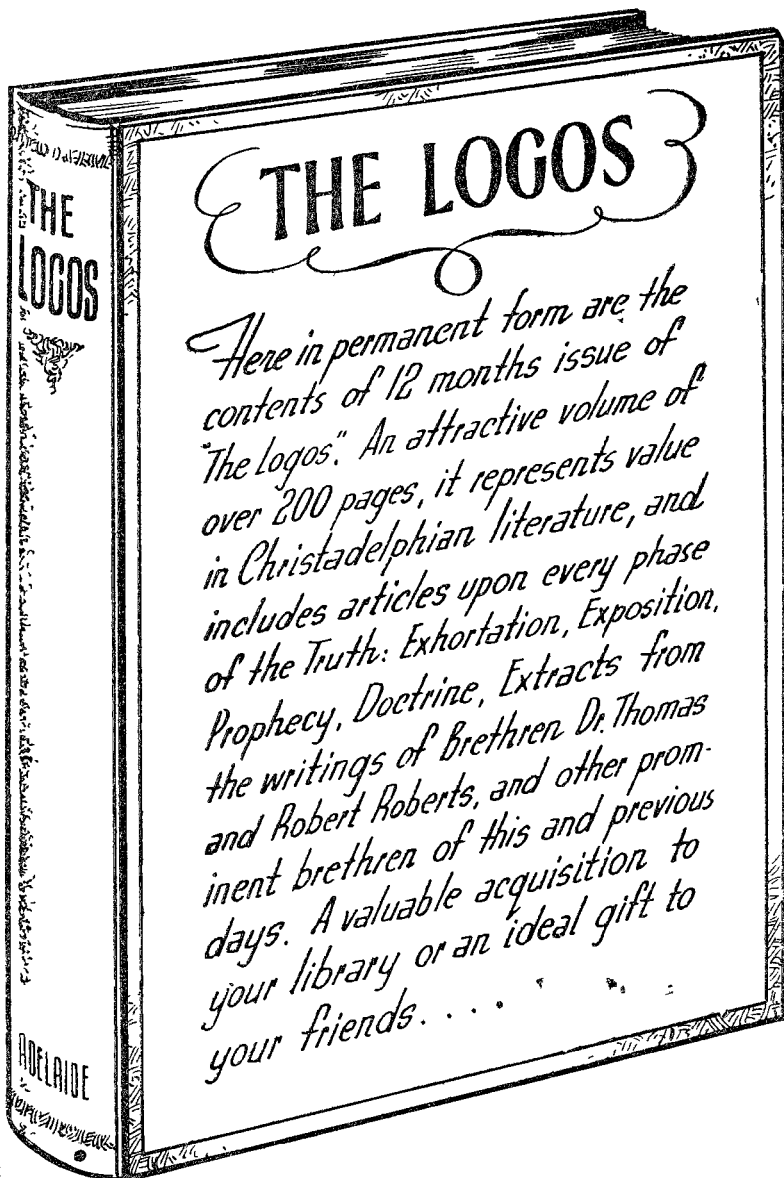 THE
LOGOS
ADELAIDE
THE LOGOS
Here in permanent form are the
contents of 12 months issue of
"The Logos". An attractive volume of
over 200 pages, it represents value
in Christadelphian literature, and
includes articles upon every phase
of the Truth: Exhortation, Exposition,
Prophecy, Doctrine, Extracts from
the writings of Brethren Dr. Thomas
and Robert Roberts, and other prom-
inent brethren of this and previous
days. A valuable acquisition to
your library or an ideal gift to
your friends. . . . .